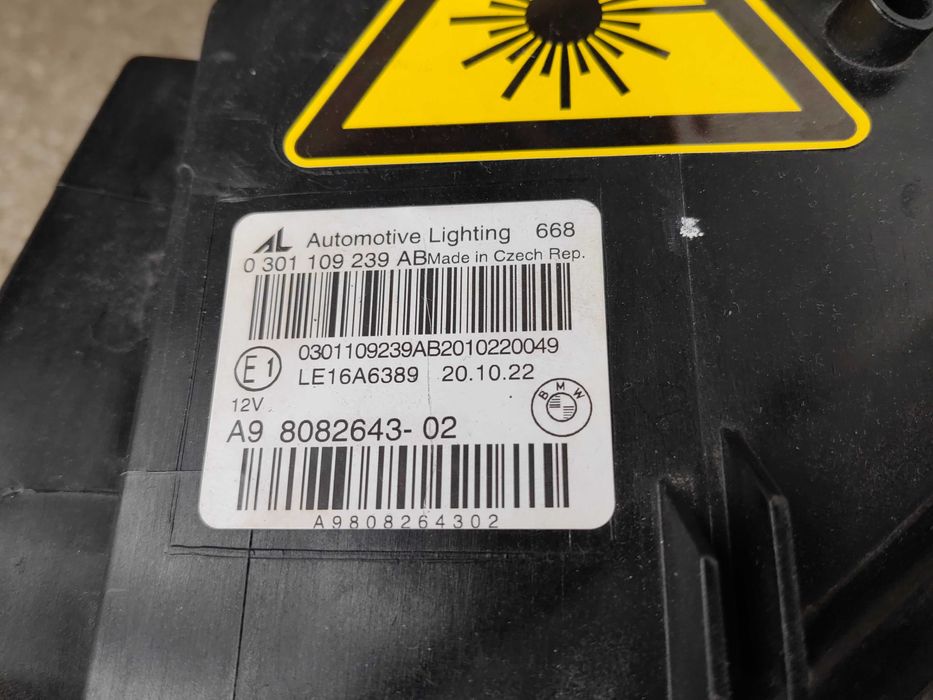 AL Automotive Lighting 668
0 301 109 239 AB Made in Czech Rep.
0301109239AB2010220049
E1 LE16A6389 20.10.22
12V BMW
A9 8082643- 02
A9808264302